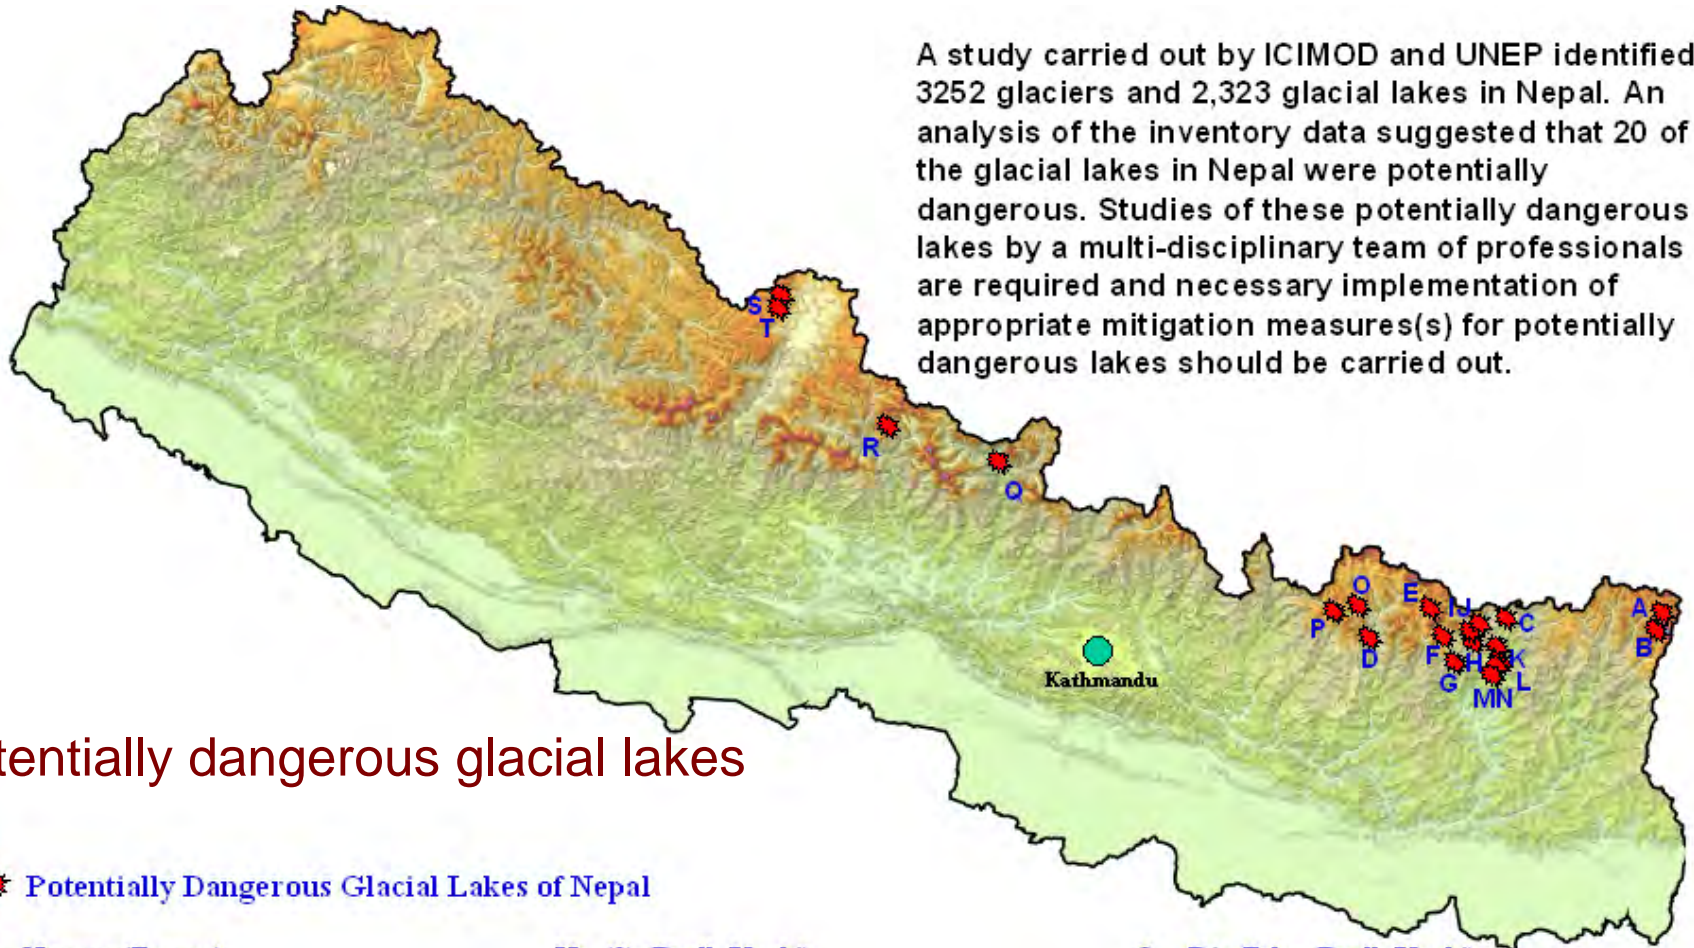 A study carried out by ICIMOD and UNEP identified
3252 glaciers and 2,323 glacial lakes in Nepal. An
analysis of the inventory data suggested that 20 of
the glacial lakes in Nepal were potentially
dangerous. Studies of these potentially dangerous
lakes by a multi-disciplinary team of professionals
are required and necessary implementation of
appropriate mitigation measures(s) for potentially
dangerous lakes should be carried out.
S
T
R
Q
O
E
IJ
C
A
P
D
F
H
K
B
G
L
MN
Kathmandu
tentially dangerous glacial lakes
Potentially Dangerous Glacial Lakes of Nepal